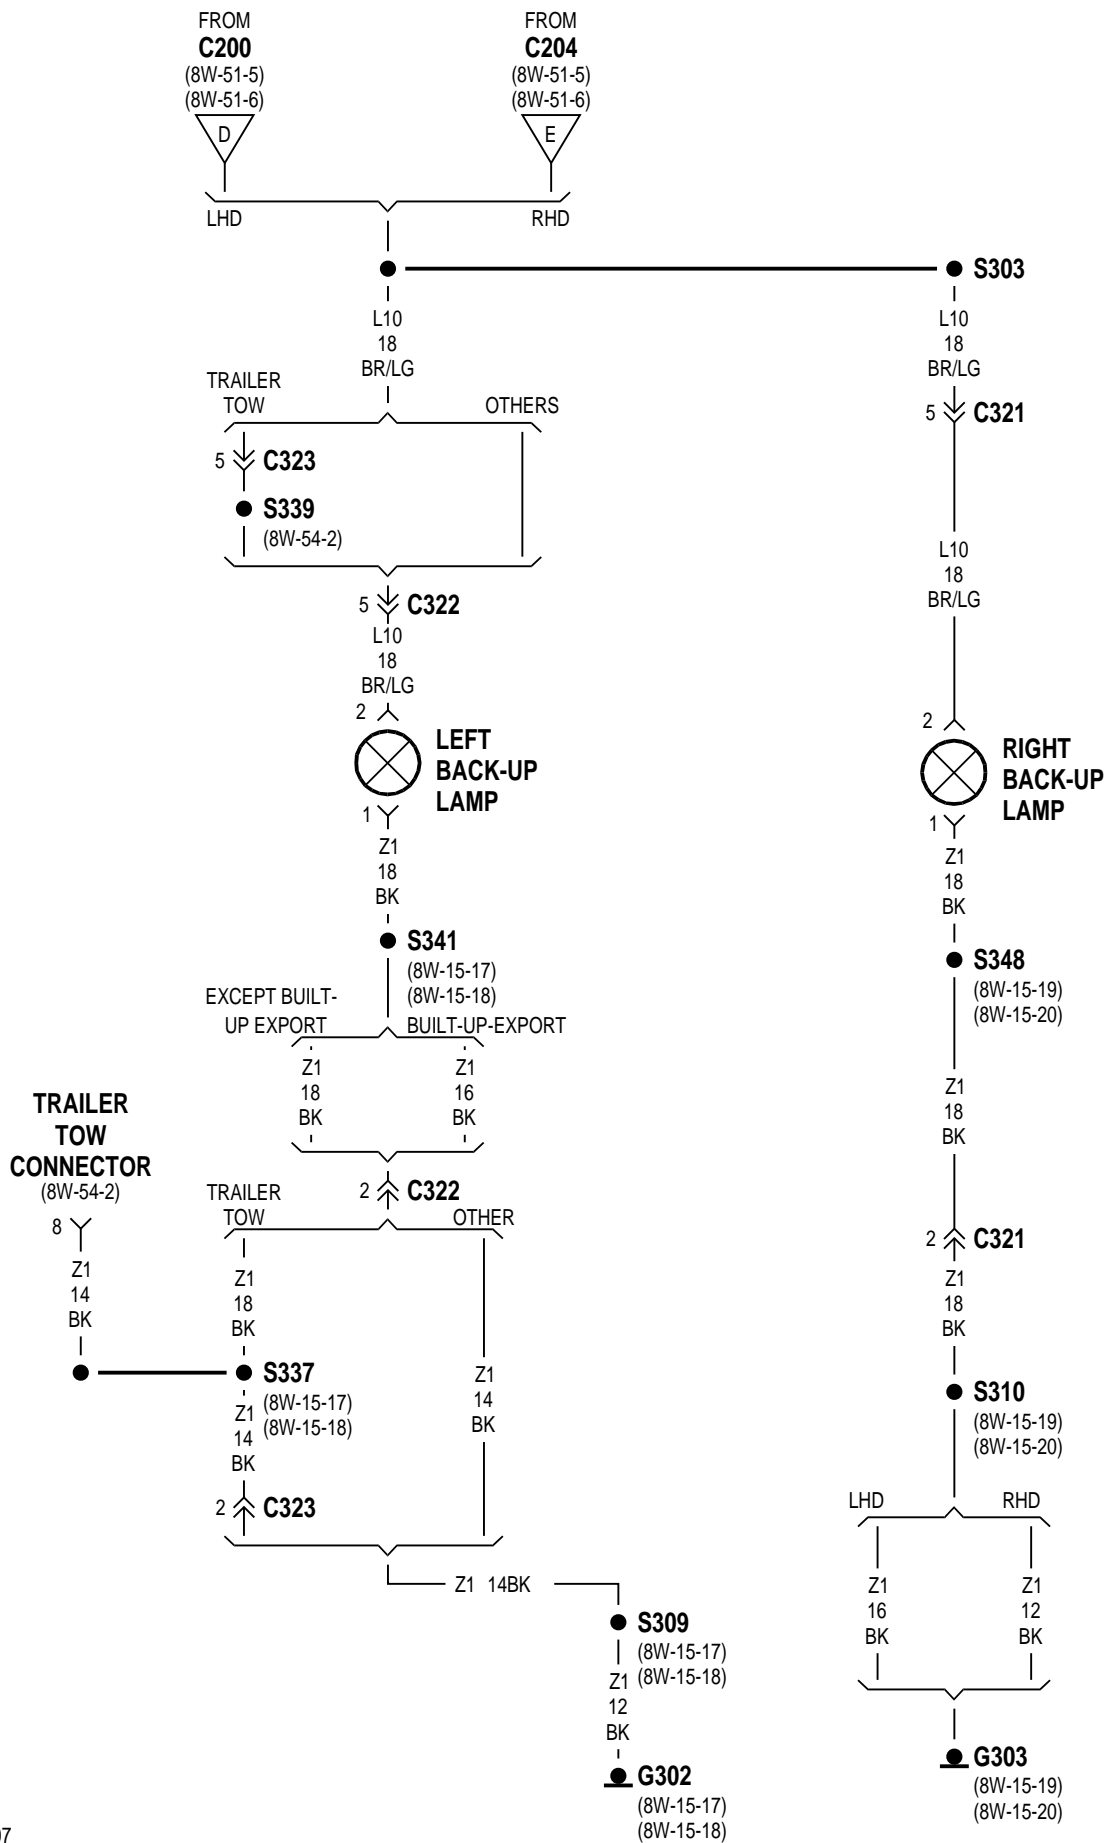 FROM
C200
(8W-51-5)
(8W-51-6)
D
FROM
C204
(8W-51-5)
(8W-51-6)
E
LHD
RHD
S303
L10
18
BR/LG
L10
18
BR/LG
TRAILER
TOW
OTHERS
5
C321
5
C323
S339
(8W-54-2)
L10
18
BR/LG
5
C322
L10
18
BR/LG
2
LEFT
BACK-UP
LAMP
1
2
RIGHT
BACK-UP
LAMP
1
Z1
18
BK
Z1
18
BK
S341
(8W-15-17)
(8W-15-18)
S348
(8W-15-19)
(8W-15-20)
EXCEPT BUILT-
UP EXPORT
BUILT-UP-EXPORT
Z1
18
BK
Z1
16
BK
Z1
18
BK
TRAILER
TOW
CONNECTOR
(8W-54-2)
8
2
C322
TRAILER
TOW
OTHER
2
C321
Z1
14
BK
Z1
18
BK
Z1
18
BK
S337
(8W-15-17)
(8W-15-18)
Z1
14
BK
Z1
14
BK
S310
(8W-15-19)
(8W-15-20)
2
C323
LHD
RHD
Z1 14BK
Z1
16
BK
Z1
12
BK
S309
(8W-15-17)
(8W-15-18)
Z1
12
BK
G302
(8W-15-17)
(8W-15-18)
G303
(8W-15-19)
(8W-15-20)